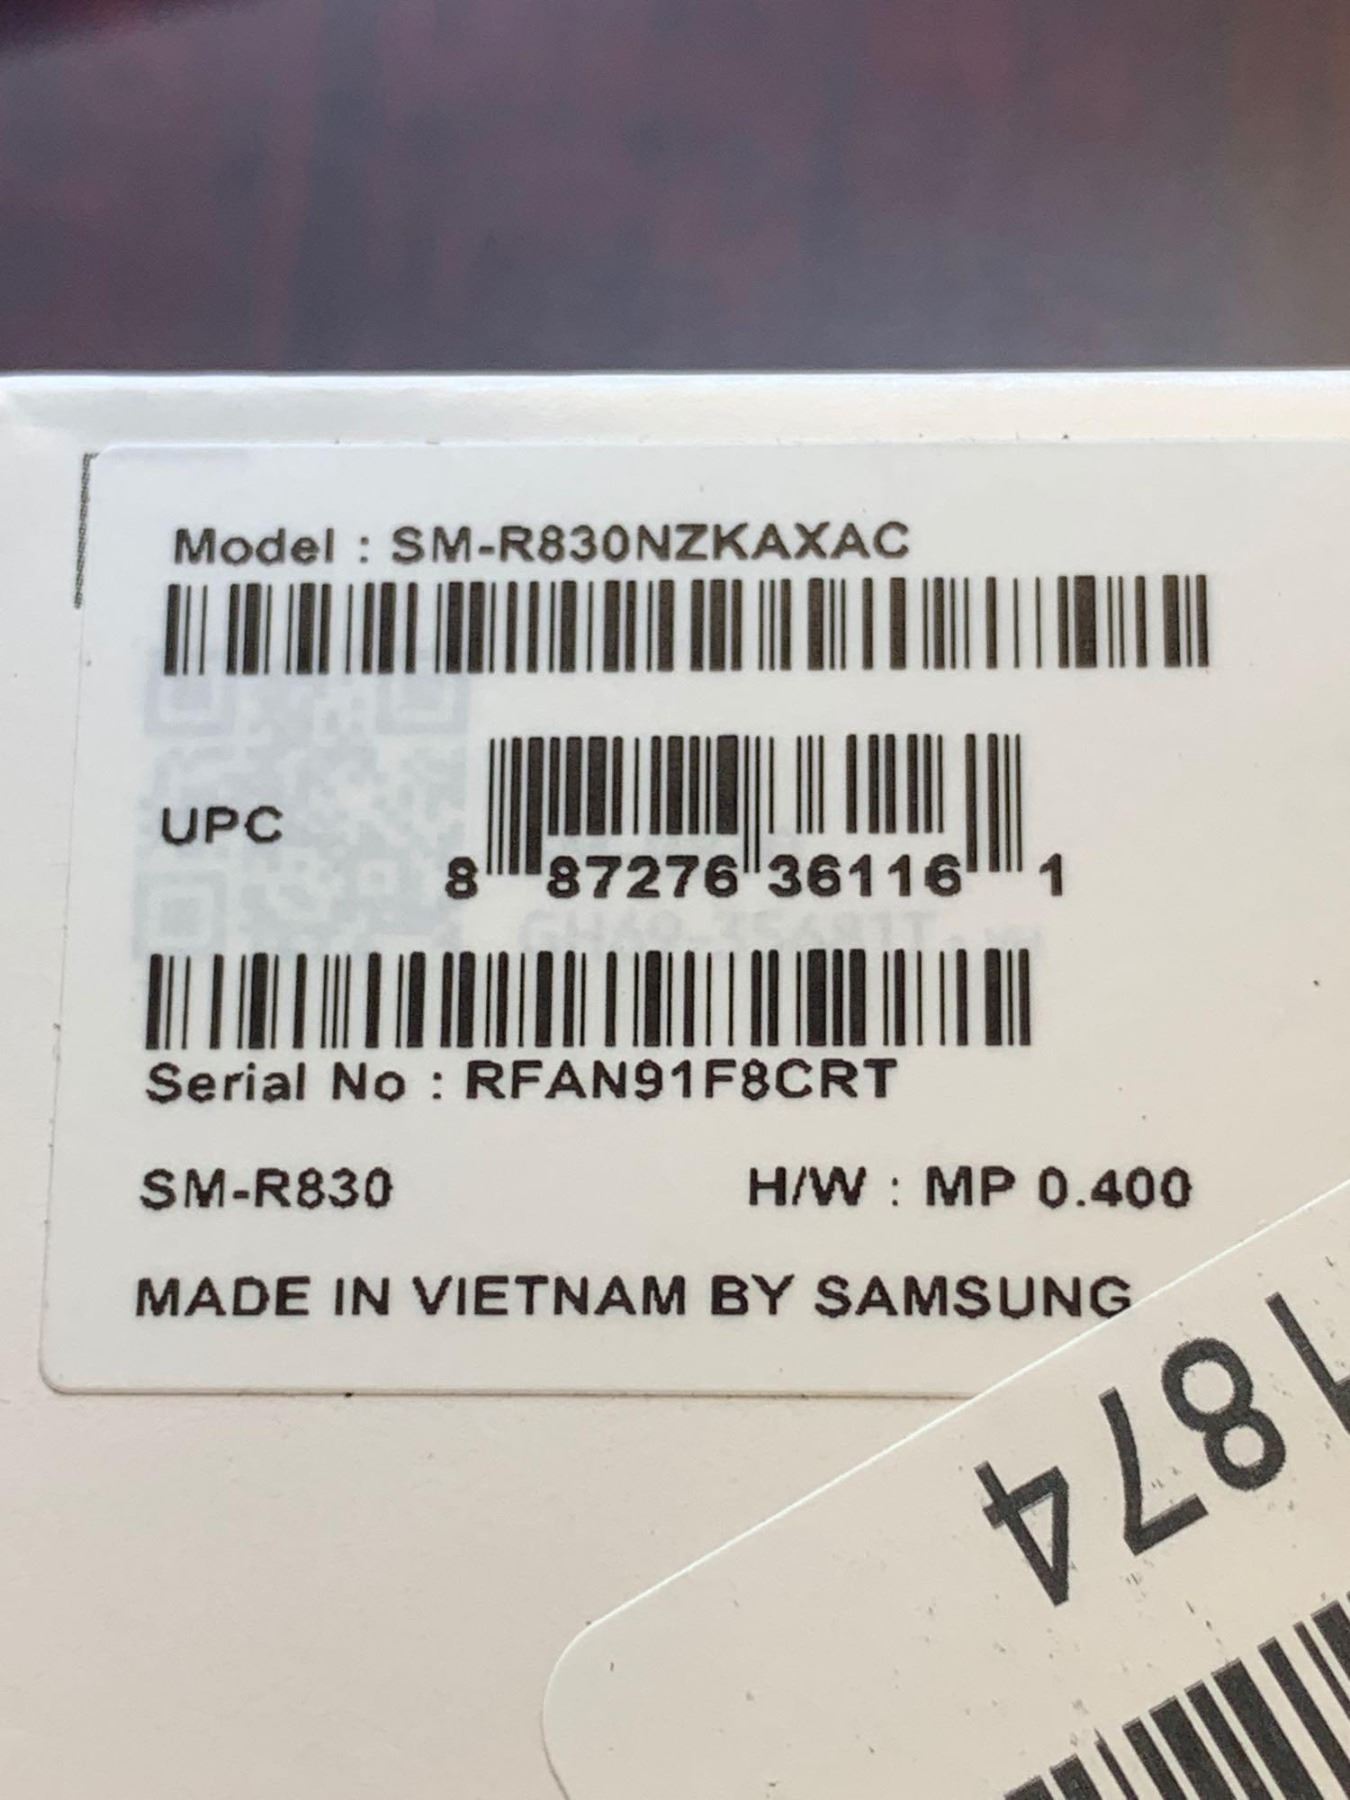 Model : SM-R830NZKAXAC
UPC
8 87276 36116 1
Serial No : RFAN91F8CRT
SM-R830 H/W : MP 0.400
MADE IN VIETNAM BY SAMSUNG
1874